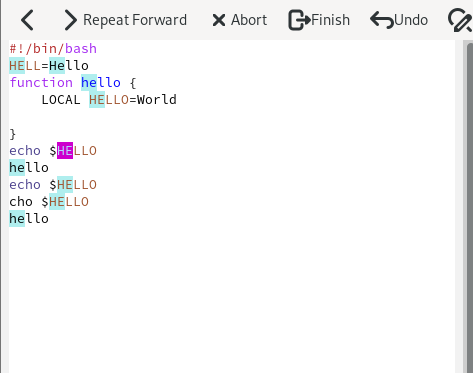 Repeat Forward Abort Finish Undo
#!/bin/bash
HELL=Hello
function hello {
    LOCAL HELLO=World

}
echo $HELLO
hello
echo $HELLO
cho $HELLO
hello